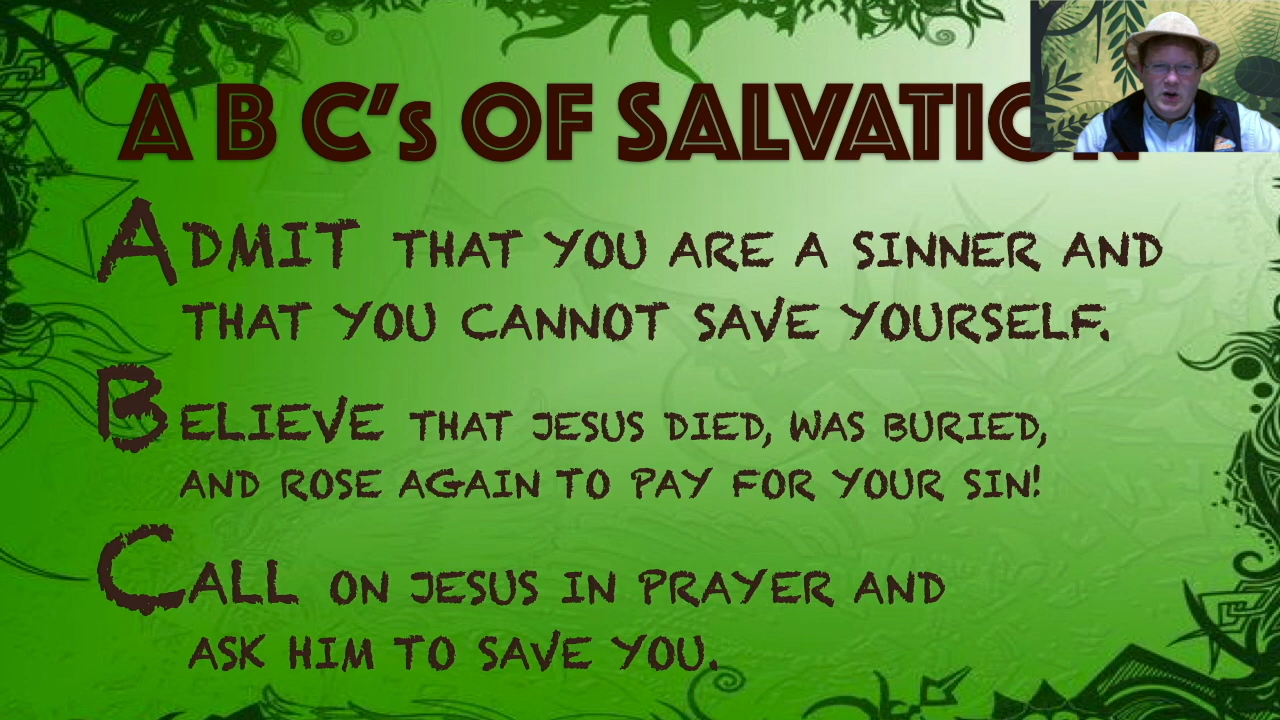 A B C's OF SALVATION
ADMIT THAT YOU ARE A SINNER AND
THAT YOU CANNOT SAVE YOURSELF.
BELIEVE THAT JESUS DIED, WAS BURIED,
AND ROSE AGAIN TO PAY FOR YOUR SIN!
CALL ON JESUS IN PRAYER AND
ASK HIM TO SAVE YOU.